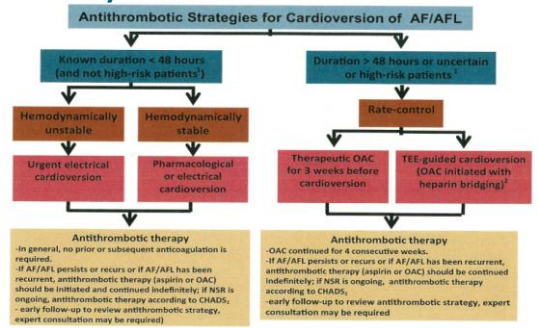 Antithrombotic Strategies for Cardioversion of AF/AFL
Known duration < 48 hours
(and not high-risk patients¹)
Duration > 48 hours or uncertain
or high-risk patients ¹
Hemodynamically
unstable
Hemodynamically
stable
Rate-control
Urgent electrical
cardioversion
Pharmacological
or electrical
cardioversion
Therapeutic OAC
for 3 weeks before
cardioversion
TEE-guided cardioversion
(OAC initiated with
heparin bridging)²
Antithrombotic therapy
-In general, no prior or subsequent anticoagulation is
required.
-If AF/AFL persists or recurs or if AF/AFL has been
recurrent, antithrombotic therapy (aspirin or OAC)
should be initiated and continued indefinitely; if NSR is
ongoing, antithrombotic therapy according to CHADS₂
- early follow-up to review antithrombotic strategy,
expert consultation may be required)
Antithrombotic therapy
-OAC continued for 4 consecutive weeks.
-If AF/AFL persists or recurs or if AF/AFL has been recurrent,
antithrombotic therapy (aspirin or OAC) should be continued
indefinitely; if NSR is ongoing, antithrombotic therapy
according to CHADS₂
-early follow-up to review antithrombotic strategy, expert
consultation may be required